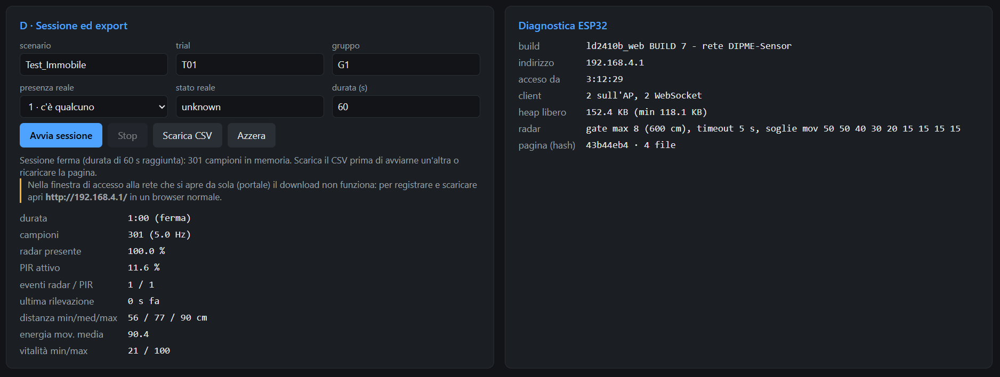 D · Sessione ed export
scenario trial gruppo
Test_Immobile T01 G1
presenza reale stato reale durata (s)
1 · c'è qualcuno unknown 60
Avvia sessione Stop Scarica CSV Azzera
Sessione ferma (durata di 60 s raggiunta): 301 campioni in memoria. Scarica il CSV prima di avviarne un'altra o
ricaricare la pagina.
Nella finestra di accesso alla rete che si apre da sola (portale) il download non funziona: per registrare e scaricare
apri http://192.168.4.1/ in un browser normale.
durata 1:00 (ferma)
campioni 301 (5.0 Hz)
radar presente 100.0 %
PIR attivo 11.6 %
eventi radar / PIR 1 / 1
ultima rilevazione 0 s fa
distanza min/med/max 56 / 77 / 90 cm
energia mov. media 90.4
vitalità min/max 21 / 100
Diagnostica ESP32
build ld2410b_web BUILD 7 - rete DIPME-Sensor
indirizzo 192.168.4.1
acceso da 3:12:29
client 2 sull'AP, 2 WebSocket
heap libero 152.4 KB (min 118.1 KB)
radar gate max 8 (600 cm), timeout 5 s, soglie mov 50 50 40 30 20 15 15 15 15
pagina (hash) 43b44eb4 · 4 file